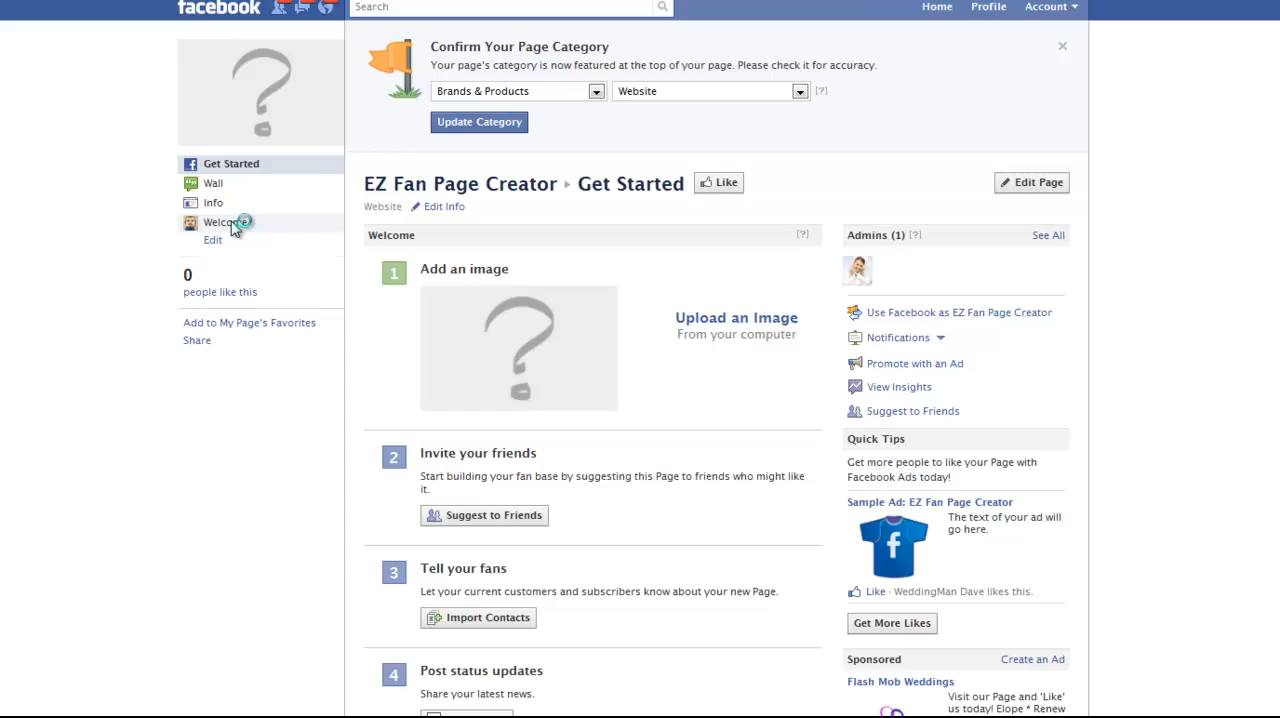 facebook
Search
Home Profile Account
Confirm Your Page Category
Your page's category is now featured at the top of your page. Please check it for accuracy.
Brands & Products Website [?]
Update Category
Get Started
Wall
Info
Welcome
Edit
0
people like this
Add to My Page's Favorites
Share
EZ Fan Page Creator ▸ Get Started Like
Edit Page
Website Edit Info
Welcome [?]
1 Add an image
Upload an Image
From your computer
2 Invite your friends
Start building your fan base by suggesting this Page to friends who might like
it.
Suggest to Friends
3 Tell your fans
Let your current customers and subscribers know about your new Page.
Import Contacts
4 Post status updates
Share your latest news.
Admins (1) [?] See All
Use Facebook as EZ Fan Page Creator
Notifications
Promote with an Ad
View Insights
Suggest to Friends
Quick Tips
Get more people to like your Page with
Facebook Ads today!
Sample Ad: EZ Fan Page Creator
The text of your ad will
go here.
f
Like · WeddingMan Dave likes this.
Get More Likes
Sponsored Create an Ad
Flash Mob Weddings
Visit our Page and 'Like'
us today! Elope * Renew